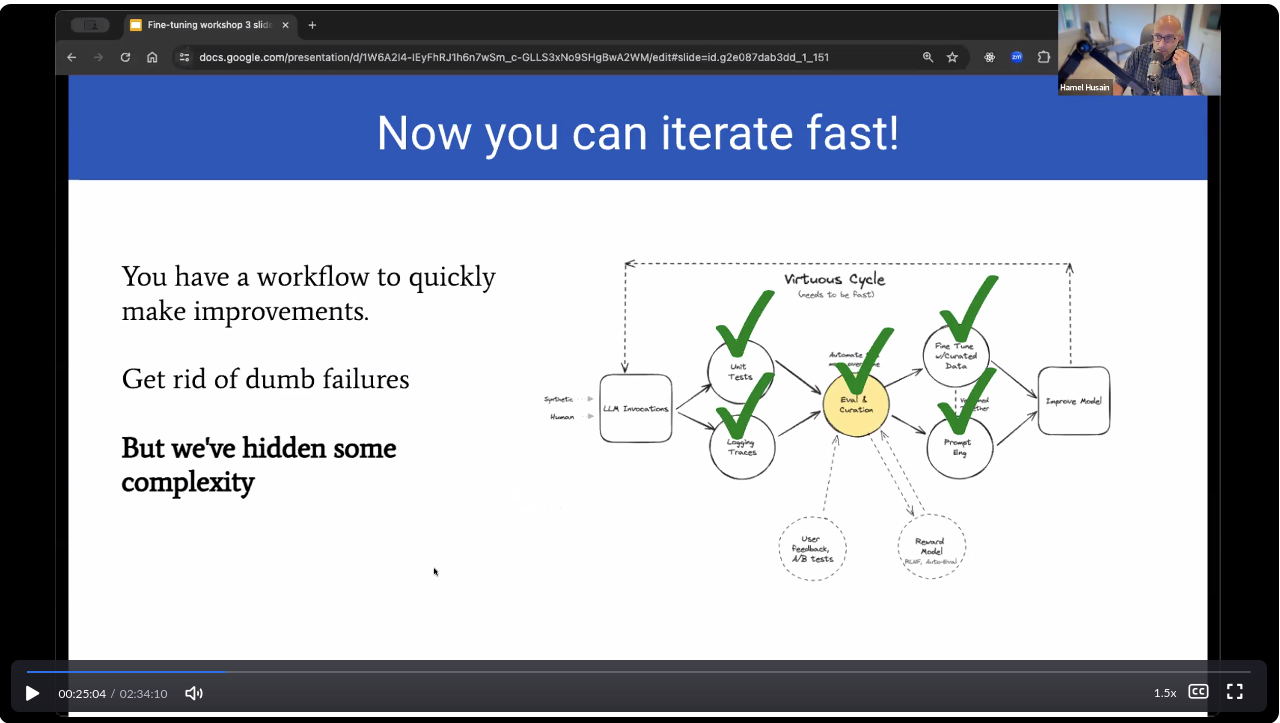 Fine-tuning workshop 3 slid
docs.google.com/presentation/d/1W6A2I4-IEyFhRJ1h6n7wSm_c-GLLS3xNo9SHgBwA2WM/edit#slide=id.g2e087dab3dd_1_151
zm
Hamel Husain
Now you can iterate fast!
You have a workflow to quickly
make improvements.
Get rid of dumb failures
But we've hidden some
complexity
Virtuous Cycle
(needs to be fast)
Unit
Tests
Automate
Fine Tune
w/Curated
Data
Synthetic
Human
LLM Invocations
Eval &
Curation
Improve Model
Logging
Traces
Prompt
Eng
User
feedback,
A/B tests
Reward
Model
RLHF, Auto-Eval
00:25:04 / 02:34:10
1.5x
CC